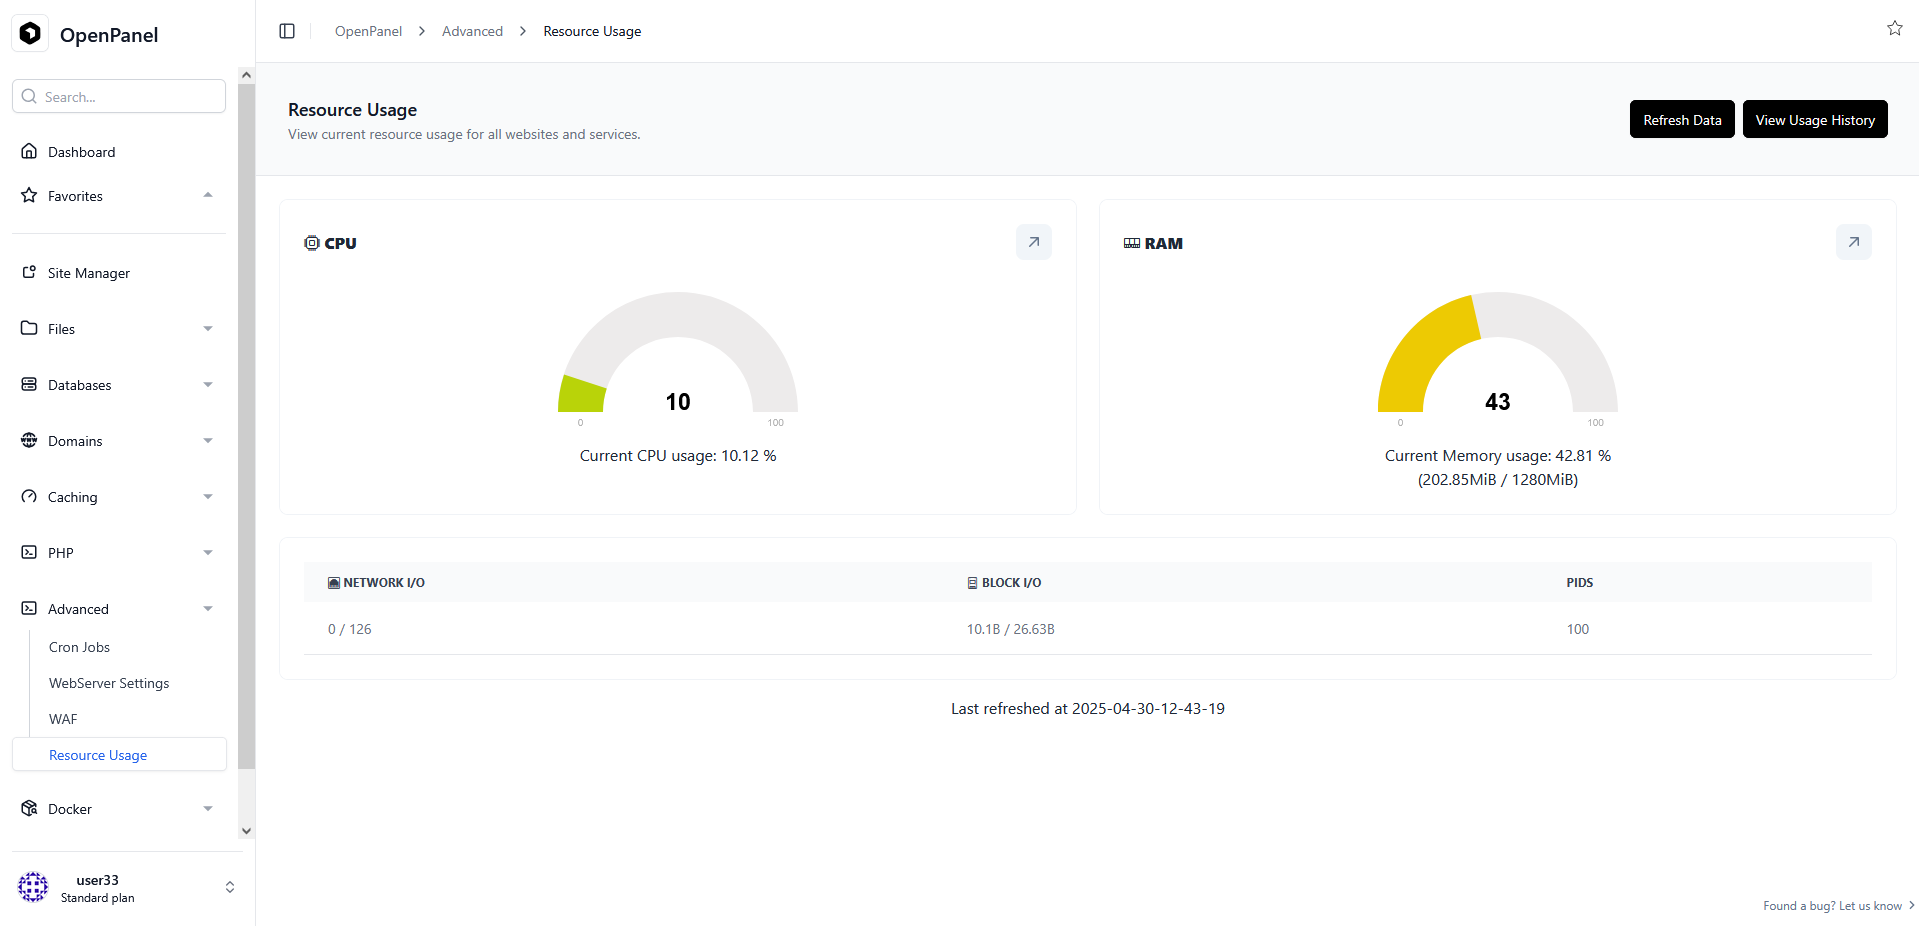 OpenPanel
OpenPanel > Advanced > Resource Usage
Search...
Dashboard
Favorites
Site Manager
Files
Databases
Domains
Caching
PHP
Advanced
Cron Jobs
WebServer Settings
WAF
Resource Usage
Docker
user33
Standard plan
Resource Usage
View current resource usage for all websites and services.
Refresh Data
View Usage History
CPU
10
0 100
Current CPU usage: 10.12 %
RAM
43
0 100
Current Memory usage: 42.81 %
(202.85MiB / 1280MiB)
NETWORK I/O BLOCK I/O PIDS
0 / 126 10.1B / 26.63B 100
Last refreshed at 2025-04-30-12-43-19
Found a bug? Let us know >